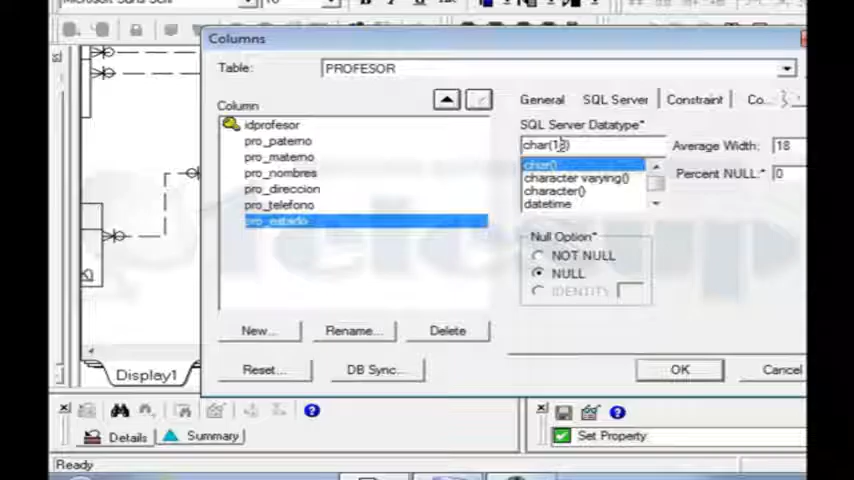 Columns
Table:
PROFESOR
Column
General
SQL Server
Constraint
Co...
idprofesor
pro_paterno
pro_materno
pro_nombres
pro_direccion
pro_telefono
pro_estado
SQL Server Datatype*
char(18)
Average Width:
18
char()
character varying()
character()
datetime
Percent NULL:*
0
Null Option*
NOT NULL
NULL
IDENTITY
New...
Rename...
Delete
Reset...
DB Sync...
OK
Cancel
Display1
Details
Summary
Set Property
Ready